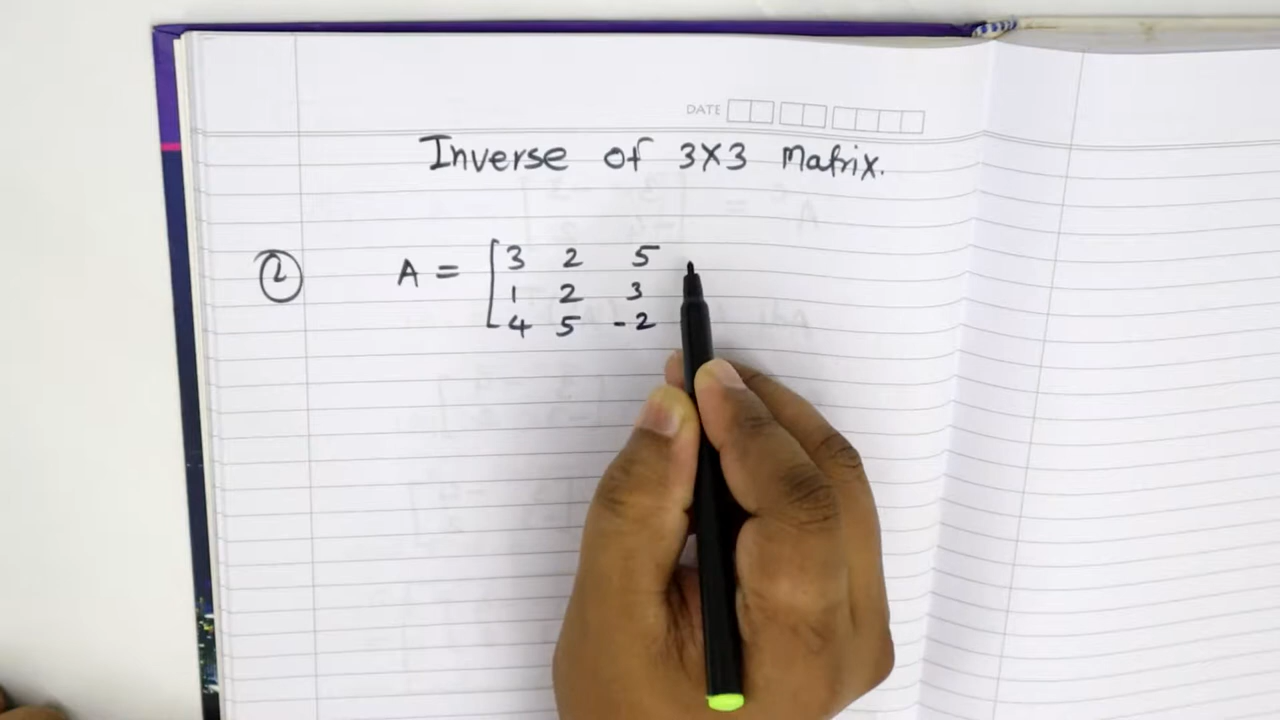 DATE
Inverse of 3X3 Matrix.
② A = [3 2 5
1 2 3
4 5 -2